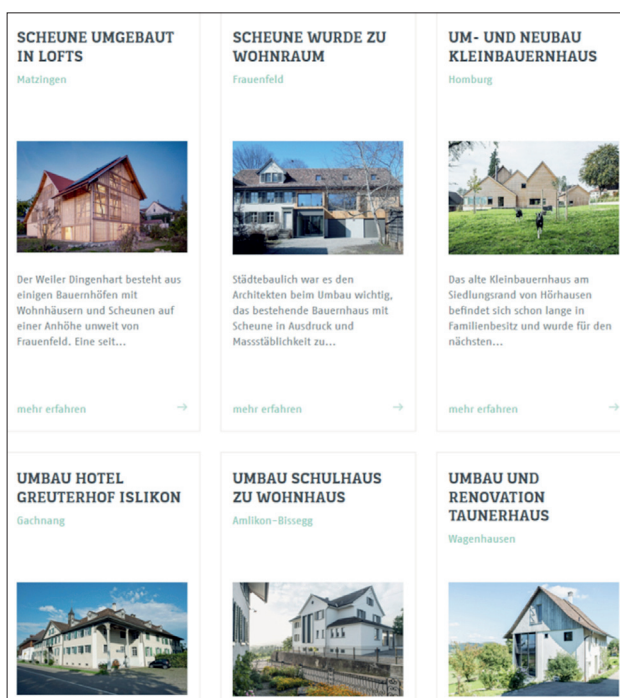 SCHEUNE UMGEBAUT
IN LOFTS
Matzingen
Der Weiler Dingenhart besteht aus
einigen Bauernhöfen mit
Wohnhäusern und Scheunen auf
einer Anhöhe unweit von
Frauenfeld. Eine seit...
mehr erfahren →
SCHEUNE WURDE ZU
WOHNRAUM
Frauenfeld
Städtebaulich war es den
Architekten beim Umbau wichtig,
das bestehende Bauernhaus mit
Scheune in Ausdruck und
Massstäblichkeit zu...
mehr erfahren →
UM- UND NEUBAU
KLEINBAUERNHAUS
Homburg
Das alte Kleinbauernhaus am
Siedlungsrand von Hörhausen
befindet sich schon lange in
Familienbesitz und wurde für den
nächsten...
mehr erfahren →
UMBAU HOTEL
GREUTERHOF ISLIKON
Gachnang
UMBAU SCHULHAUS
ZU WOHNHAUS
Amlikon-Bissegg
UMBAU UND
RENOVATION
TAUNERHAUS
Wagenhausen